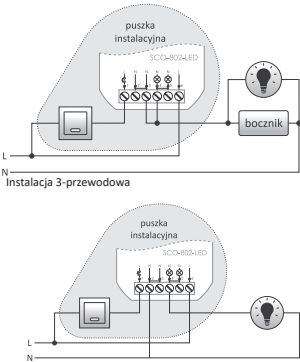 puszka
instalacyjna
SCO-802-LED
N N
bocznik
L
N
Instalacja 3-przewodowa
puszka
instalacyjna
SCO-802-LED
N N
L
N